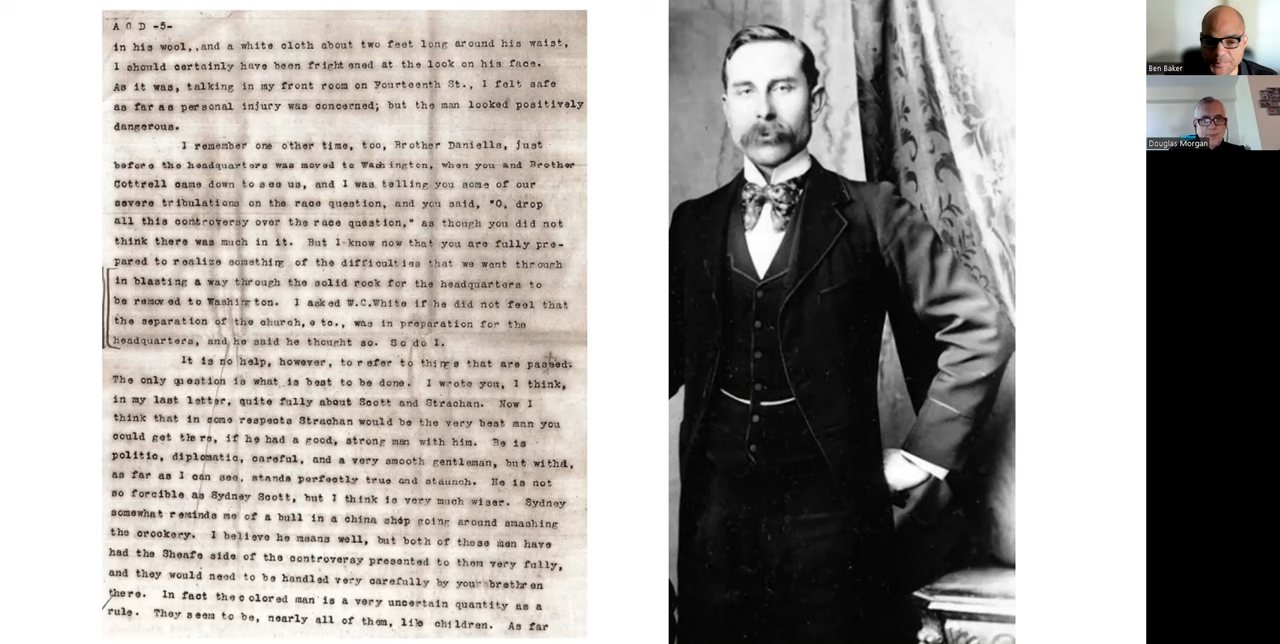 A G D -5-
in his wool,,and a white cloth about two feet long around his waist,
I should certainly have been fright ened at the look on his face.
As it was, talking in my front room on Fourteenth St., I felt safe
as far as personal injury was concerned; but the man looked positively
dangerous.
I remember one other time, too, Brother Daniells, just
before the headquarters was moved to Washington, when you and Brother
Cottrell came down to see us, and I was telling you some of our
severe tribulations on the race question, and you said, "O, drop
all this controversy over the race question," as though you did not
think there was much in it. But I know now that you are fully pre-
pared to realize something of the difficulties that we went through
in blasting a way through the solid rock for the headquarters to
be removed to Washington. I asked W.C.White if he did not feel that
the separation of the church, etc., was in preparation for the
headquarters, and he said he thought so. So do I.
It is no help, however, to refer to things that are passed.
The only question is what is best to be done. I wrote you, I think,
in my last letter, quite fully about Scott and Strachan. Now I
think that in some respects Strachan would be the very best man you
could get there, if he had a good, strong man with him. He is
politic, diplomatic, careful, and a very smooth gentleman, but withal,
as far as I can see, stands perfectly true and staunch. He is not
so forcible as Sydney Scott, but I think is very much wiser. Sydney
somewhat reminds me of a bull in a china shop going around smashing
the crookery. I believe he means well, but both of these men have
had the Sheafe side of the controversy presented to them very fully,
and they would need to be handled very carefully by your brethren
there. In fact the colored man is a very uncertain quantity as a
rule. They seem to be, nearly all of them, like children. As far
Ben Baker
Douglas Morgan